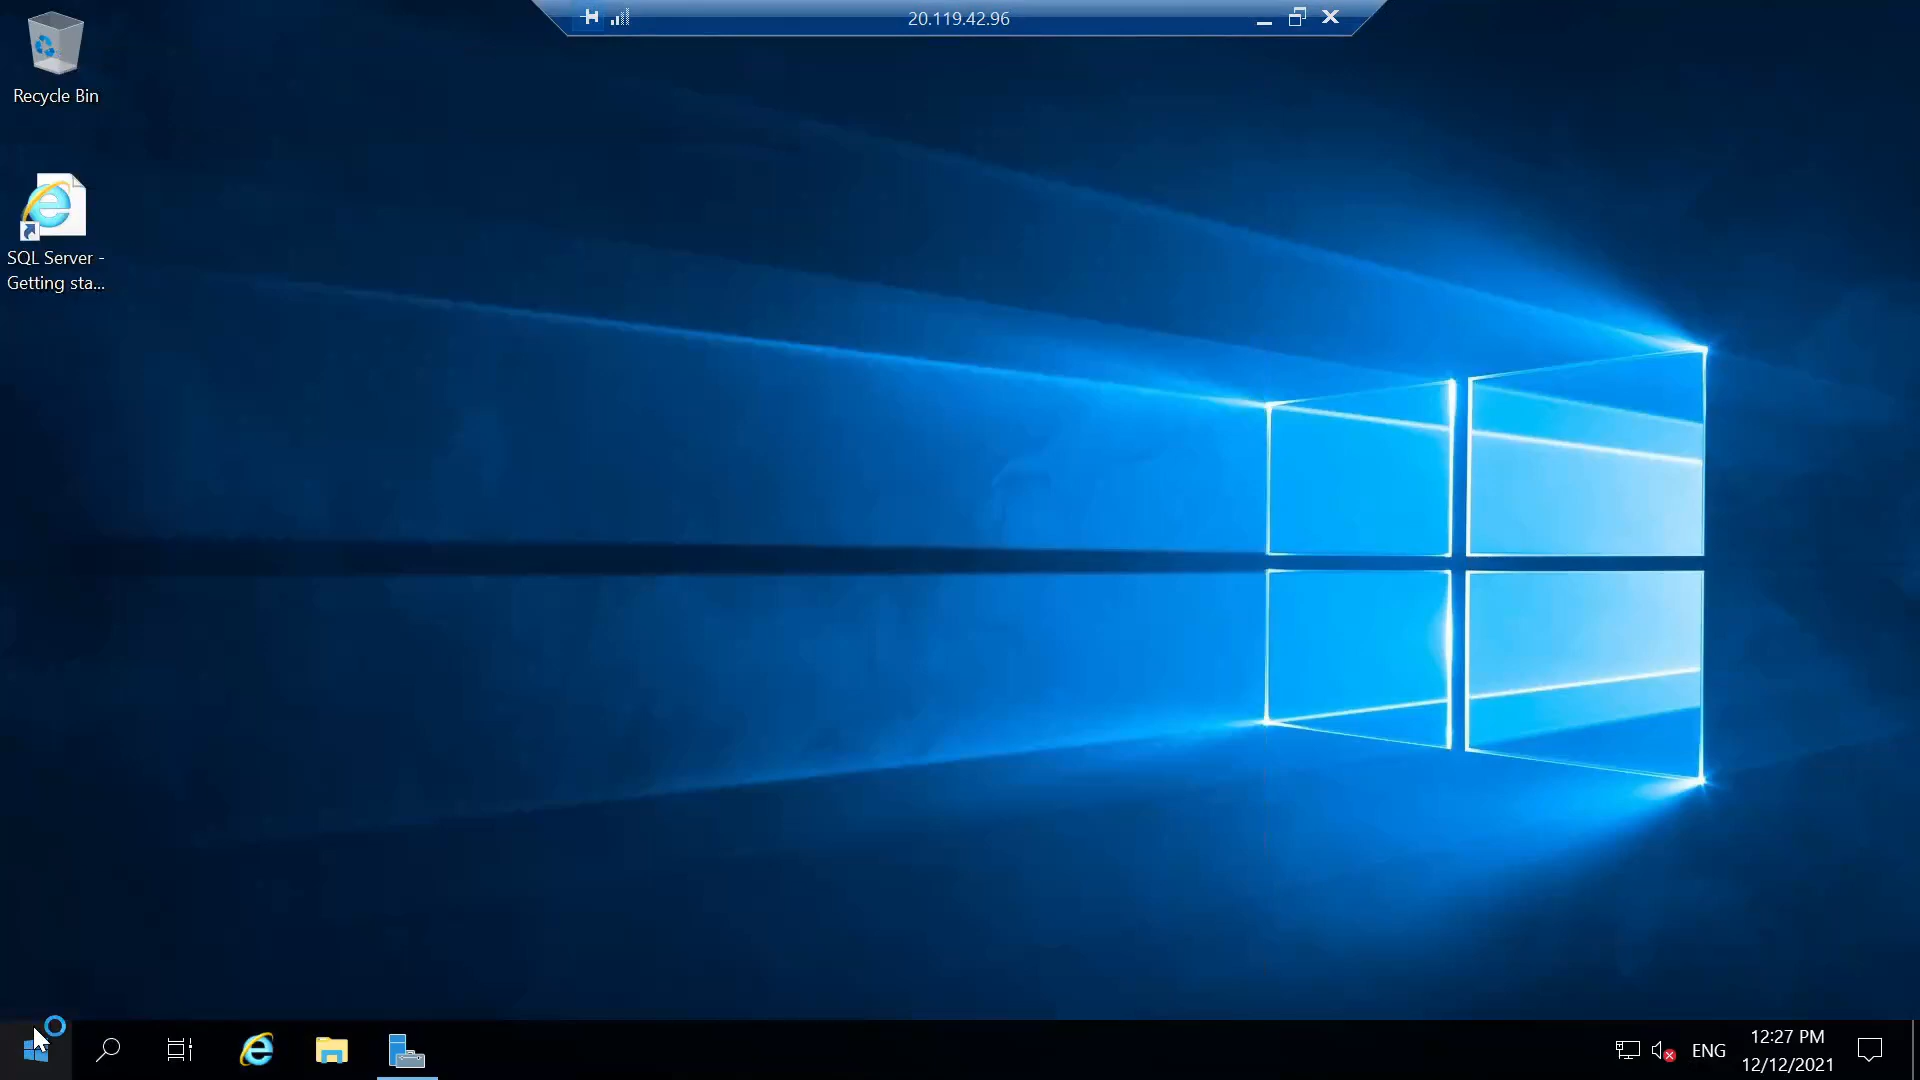 20.119.42.96
Recycle Bin
SQL Server -
Getting sta...
ENG
12:27 PM
12/12/2021